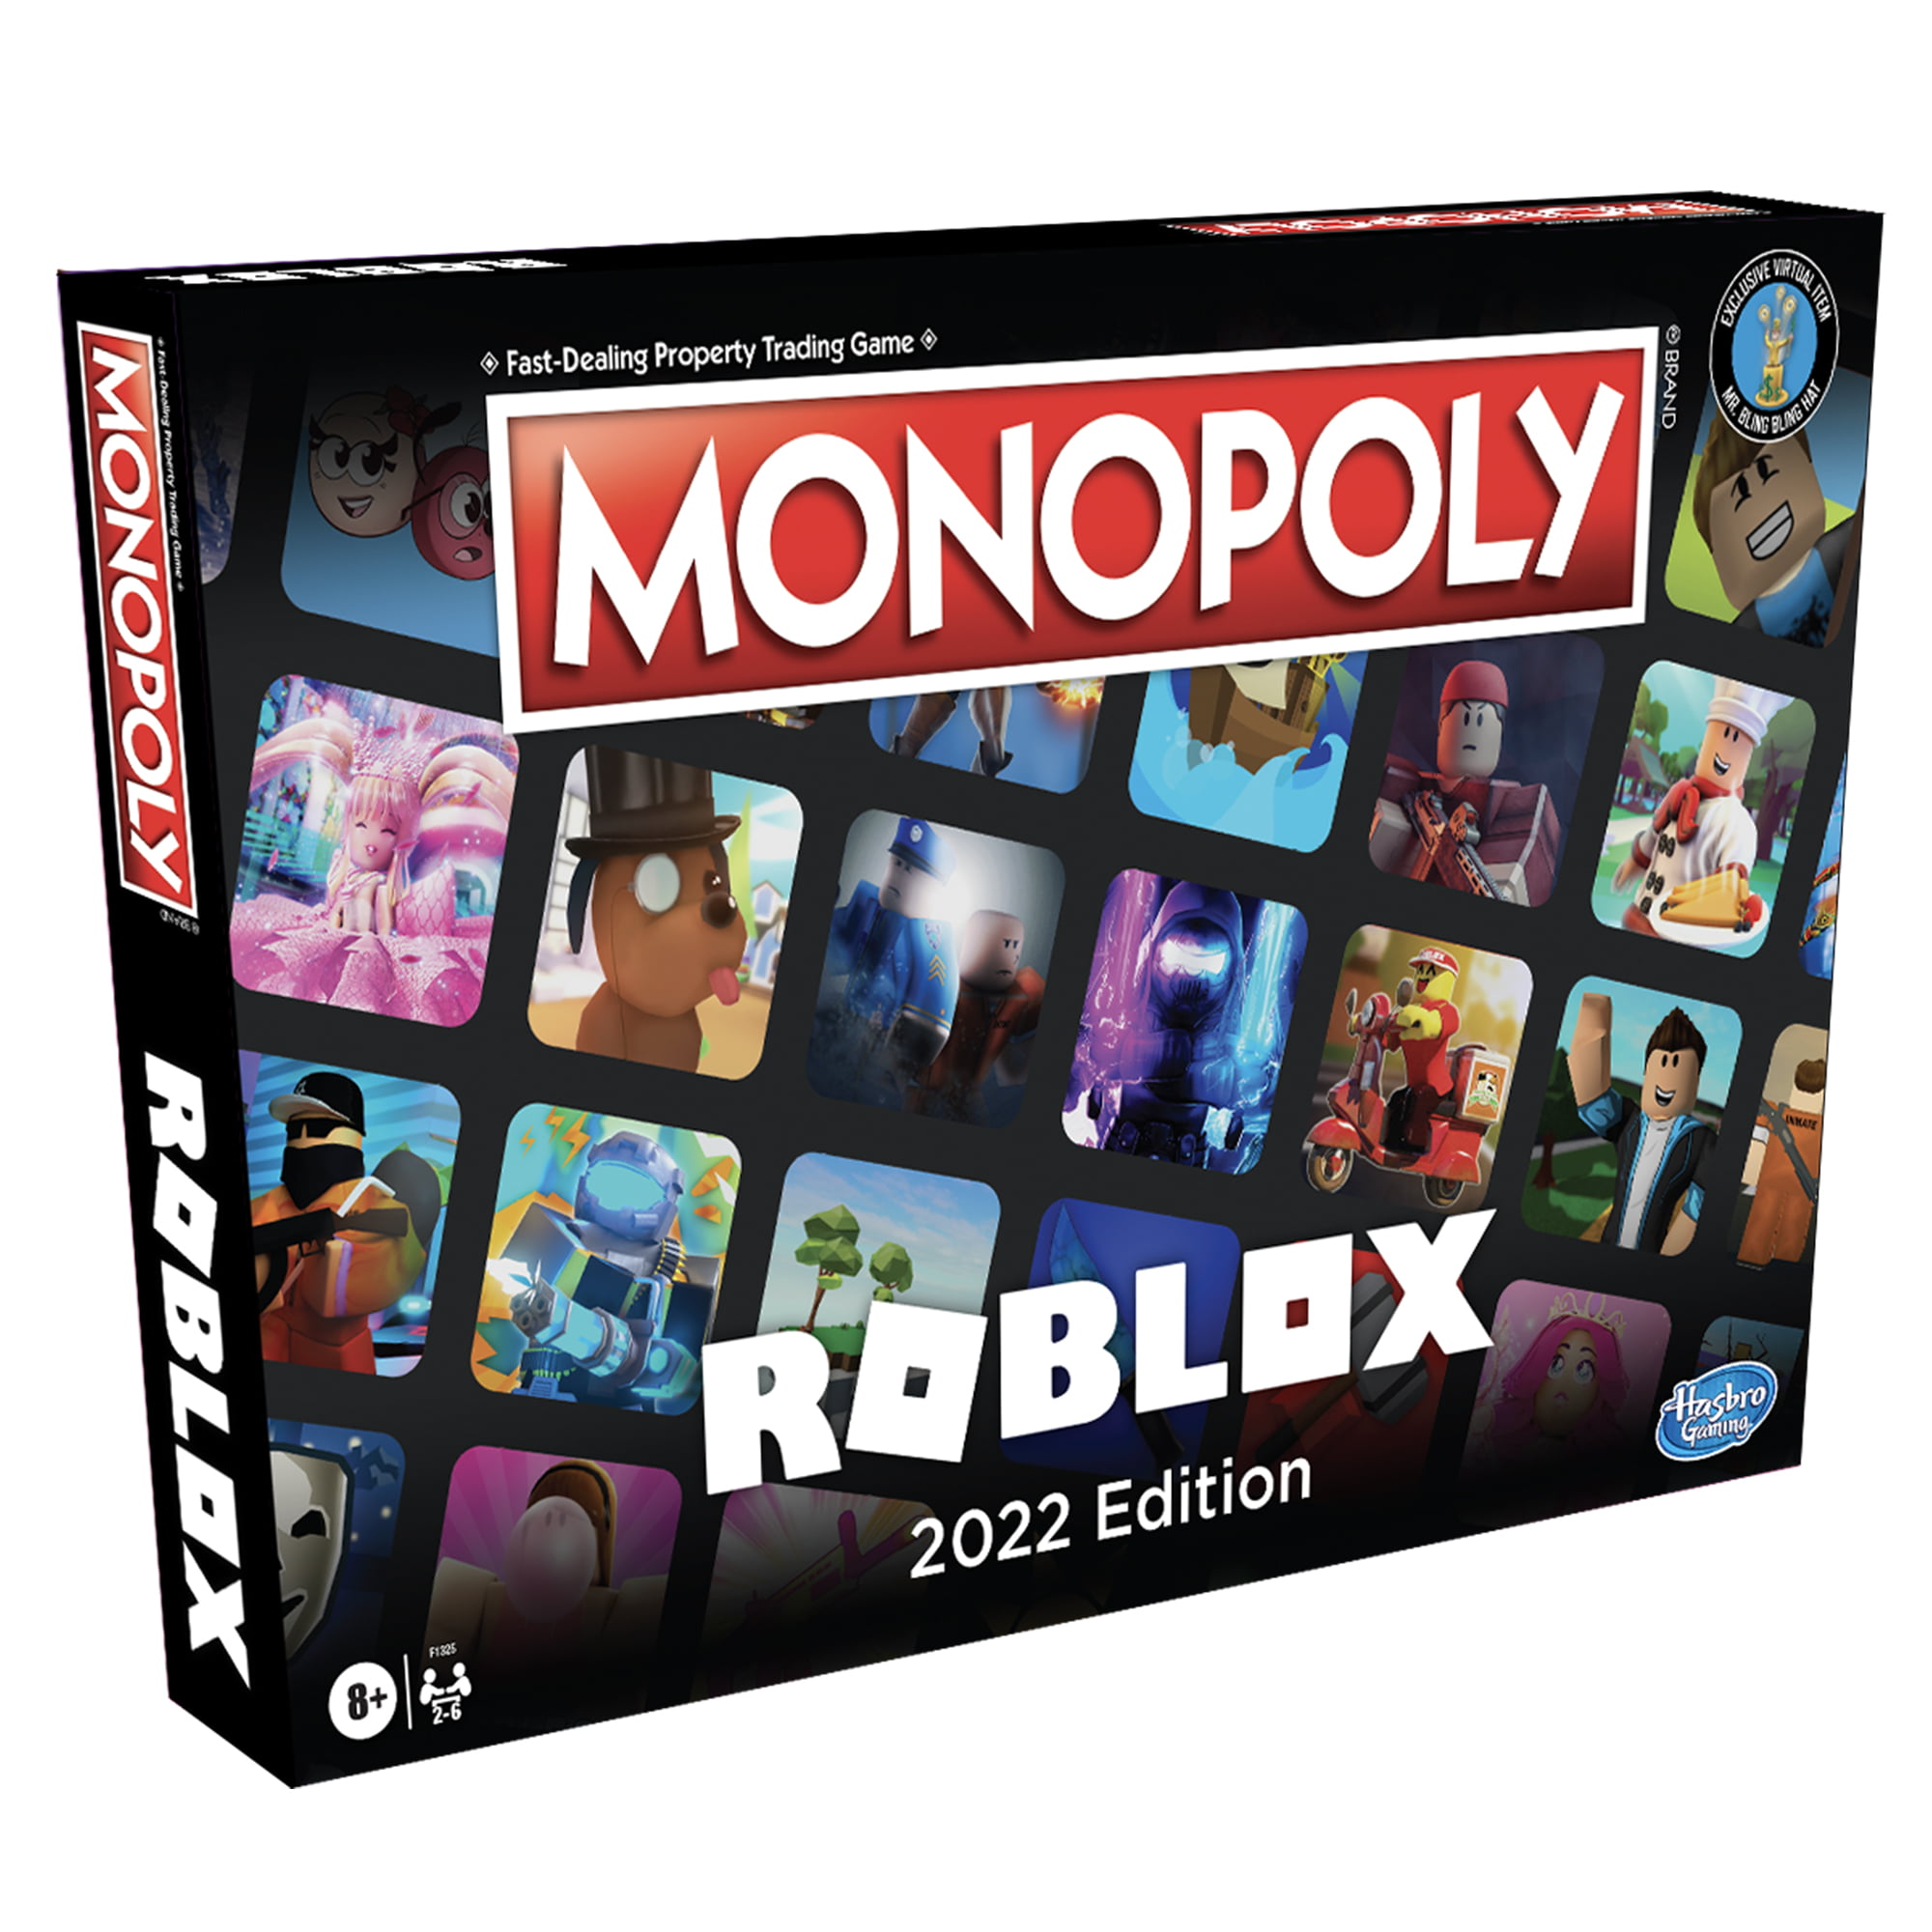 Fast-Dealing Property Trading Game
MONOPOLY
® BRAND
EXCLUSIVE VIRTUAL ITEM
MR. BLING BLING HAT
INMATE
ROBLOX
2022 Edition
Hasbro
Gaming
8+
F1325
2-6
Fast-Dealing Property Trading Game
MONOPOLY
® BRAND
ROBLOX